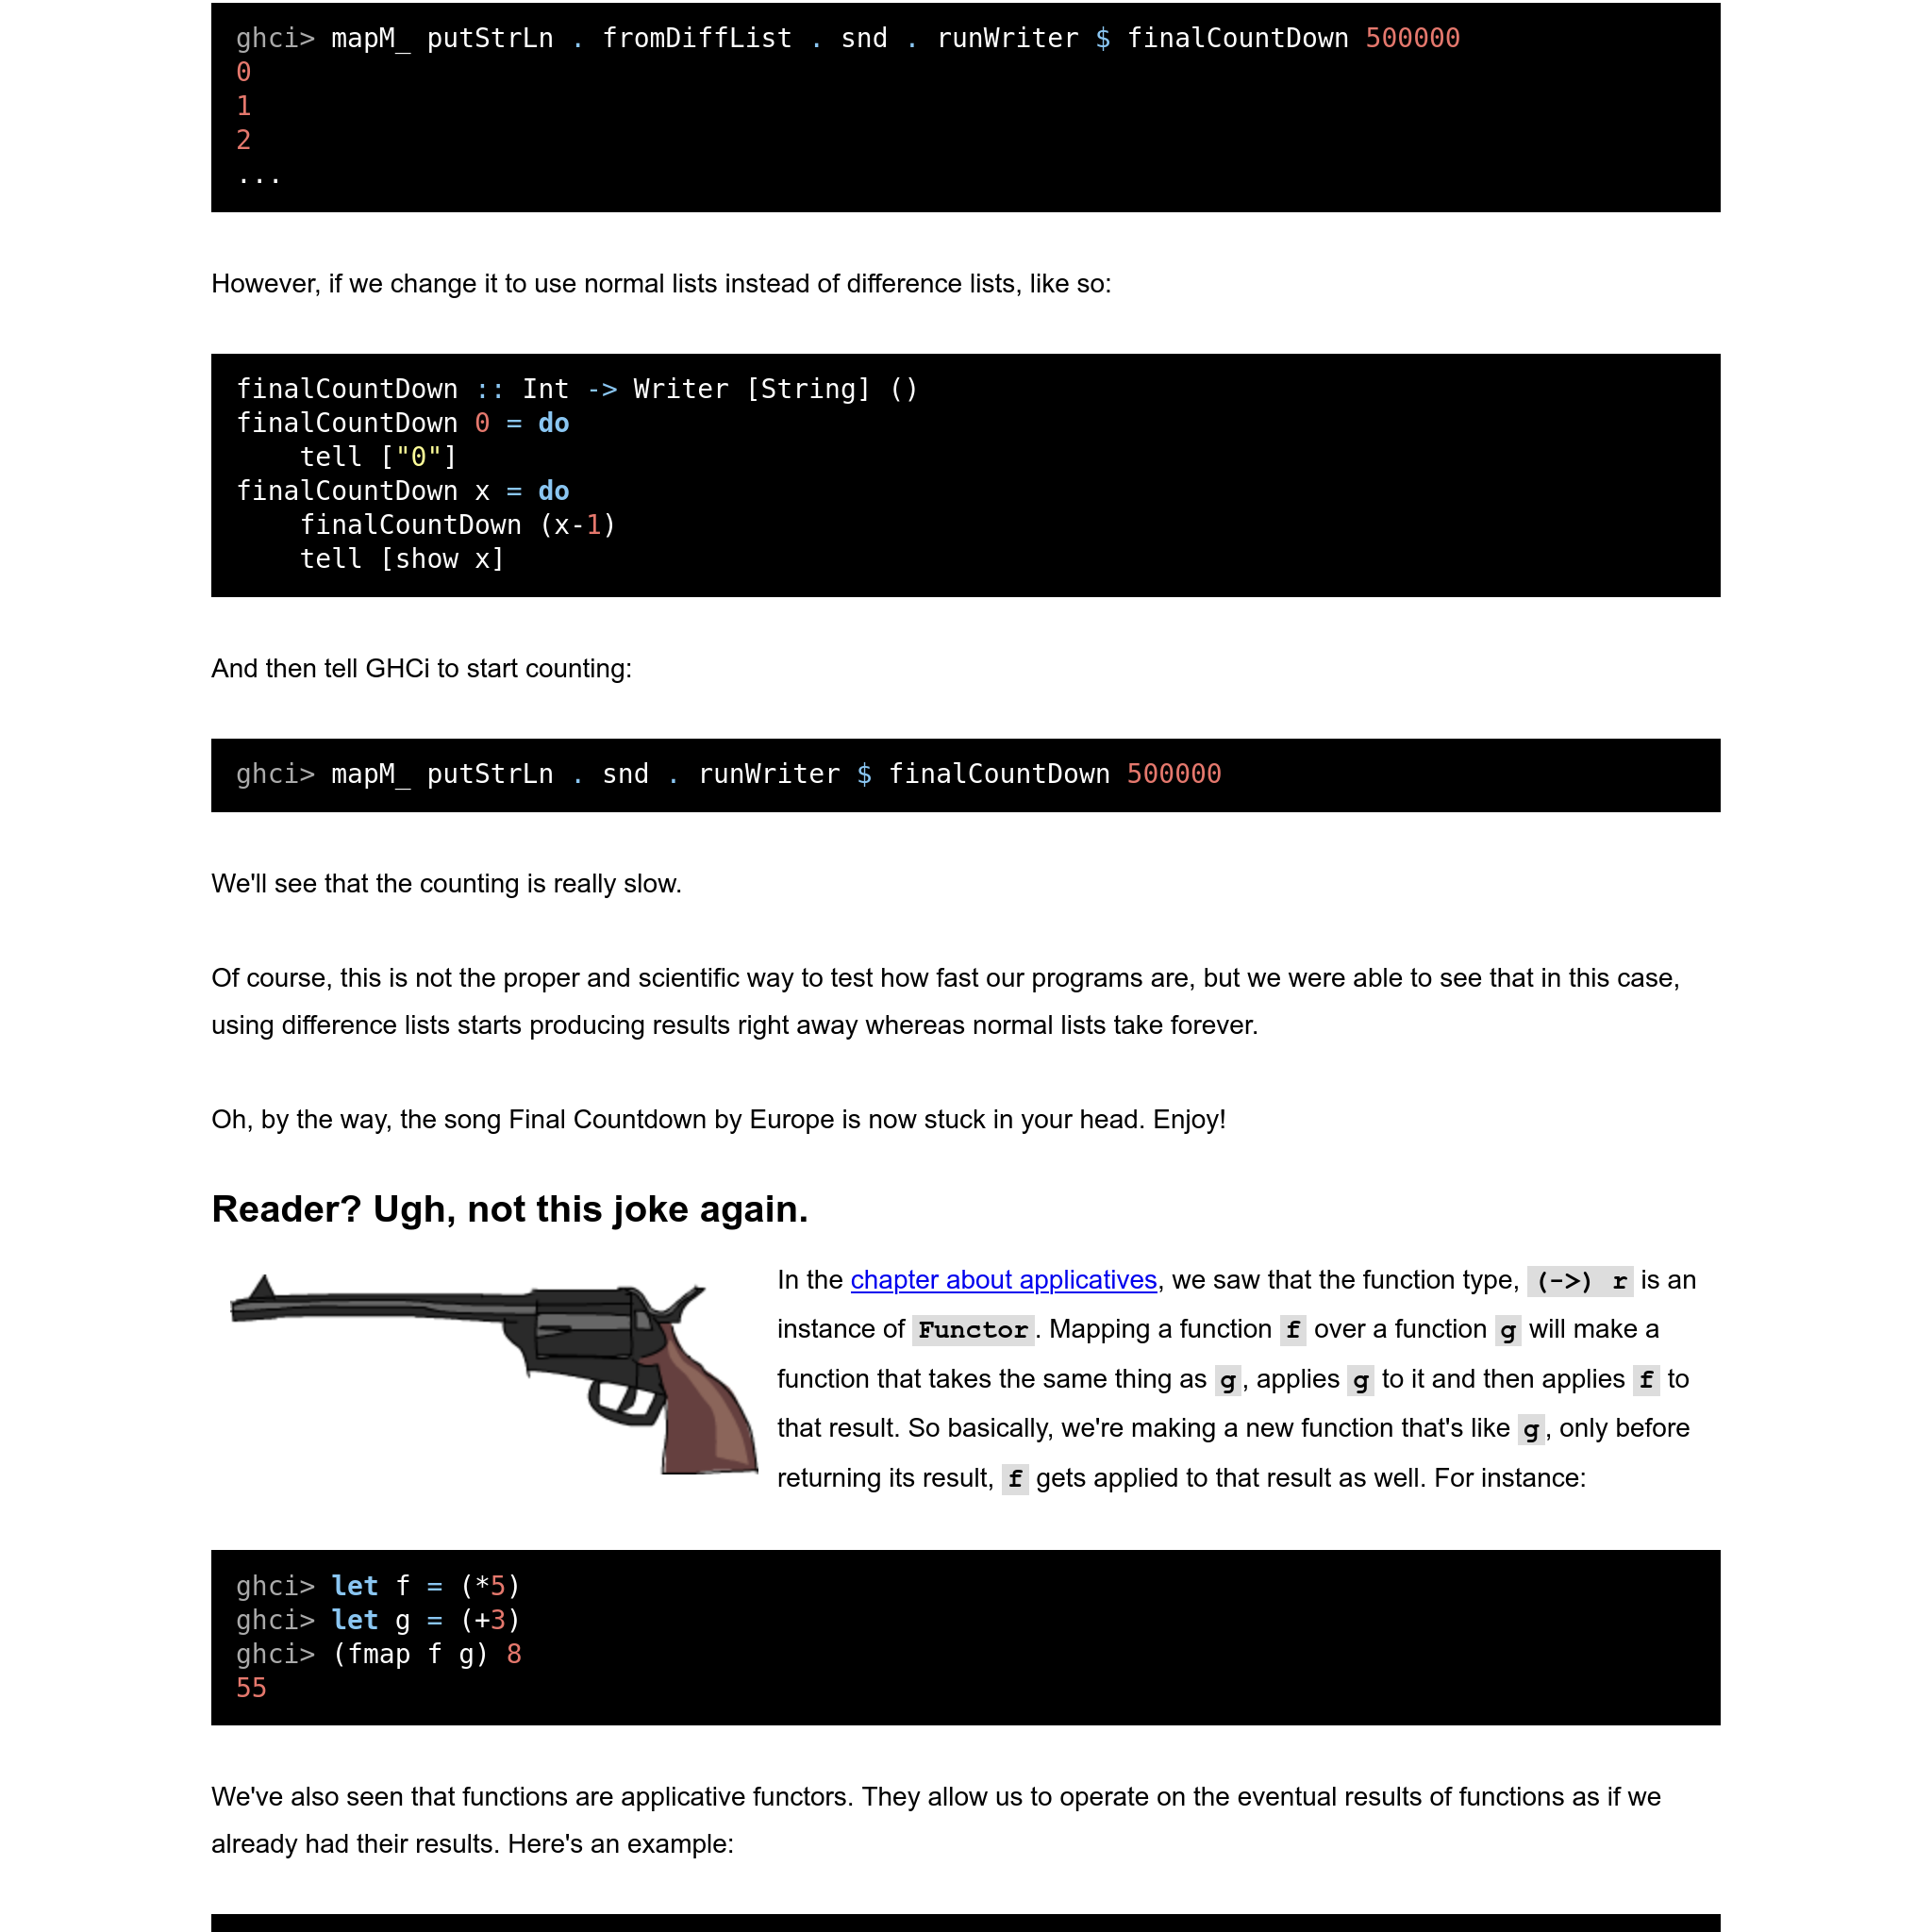 ghci> mapM_ putStrLn . fromDiffList . snd . runWriter $ finalCountDown 500000
0
1
2
...
However, if we change it to use normal lists instead of difference lists, like so:
finalCountDown :: Int -> Writer [String] ()
finalCountDown 0 = do
    tell ["0"]
finalCountDown x = do
    finalCountDown (x-1)
    tell [show x]
And then tell GHCi to start counting:
ghci> mapM_ putStrLn . snd . runWriter $ finalCountDown 500000
We'll see that the counting is really slow.
Of course, this is not the proper and scientific way to test how fast our programs are, but we were able to see that in this case,
using difference lists starts producing results right away whereas normal lists take forever.
Oh, by the way, the song Final Countdown by Europe is now stuck in your head. Enjoy!
Reader? Ugh, not this joke again.
In the chapter about applicatives, we saw that the function type, (->) r is an
instance of Functor. Mapping a function f over a function g will make a
function that takes the same thing as g, applies g to it and then applies f to
that result. So basically, we're making a new function that's like g, only before
returning its result, f gets applied to that result as well. For instance:
ghci> let f = (*5)
ghci> let g = (+3)
ghci> (fmap f g) 8
55
We've also seen that functions are applicative functors. They allow us to operate on the eventual results of functions as if we
already had their results. Here's an example: